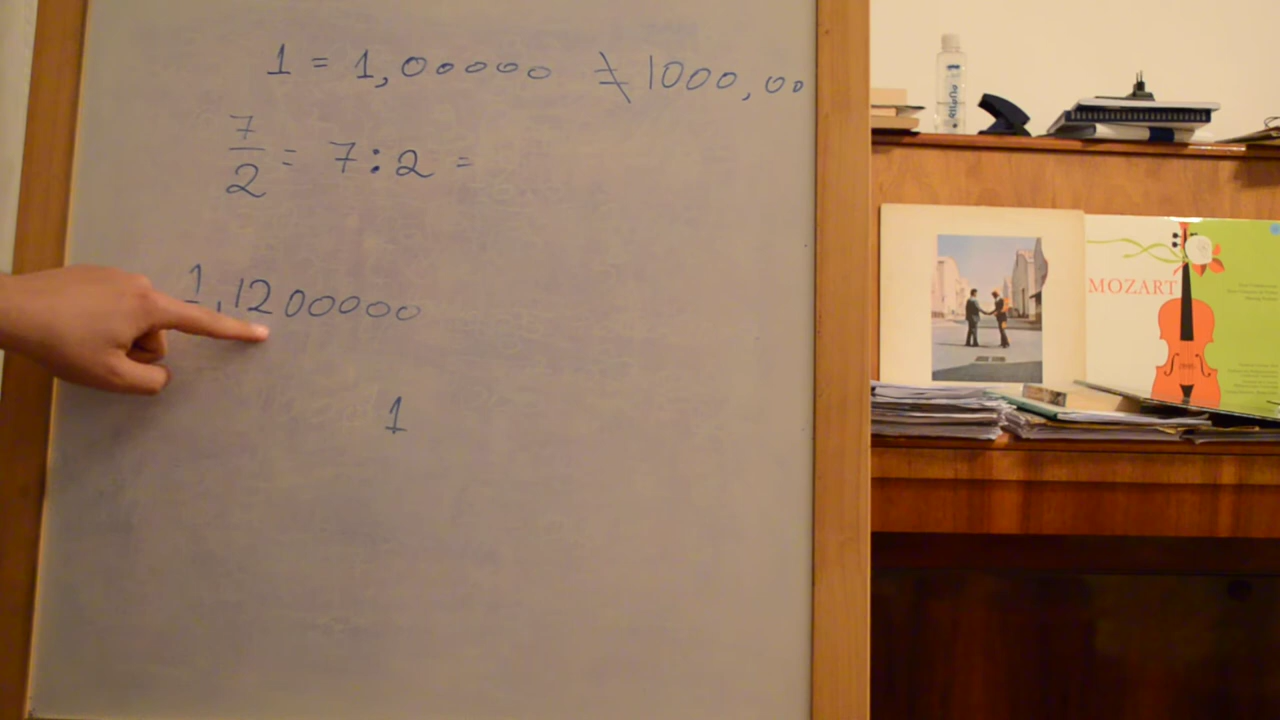 1 = 1,00000 ≠ 1000,00
7/2 = 7:2 =
1,1200000
1
MOZART